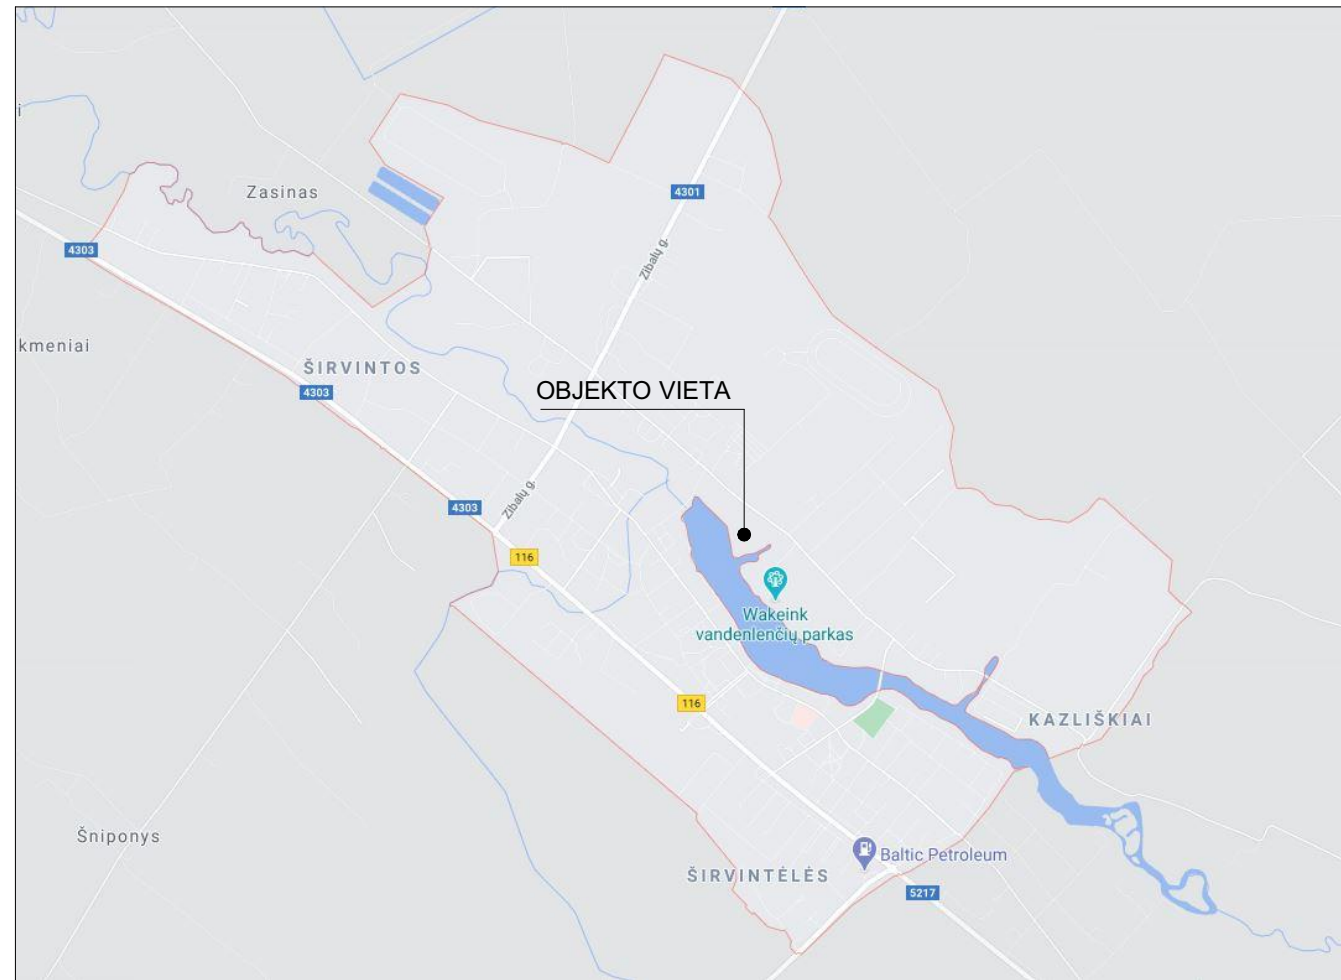 4301
Zasinas
4303
Zibalų g.
kmeniai
ŠIRVINTOS
4303
OBJEKTO VIETA
4303
Zibalų g.
116
Wakeink
vandenlenčių parkas
116
KAZLIŠKIAI
Šniponys
Baltic Petroleum
ŠIRVINTĖLĖS
5217